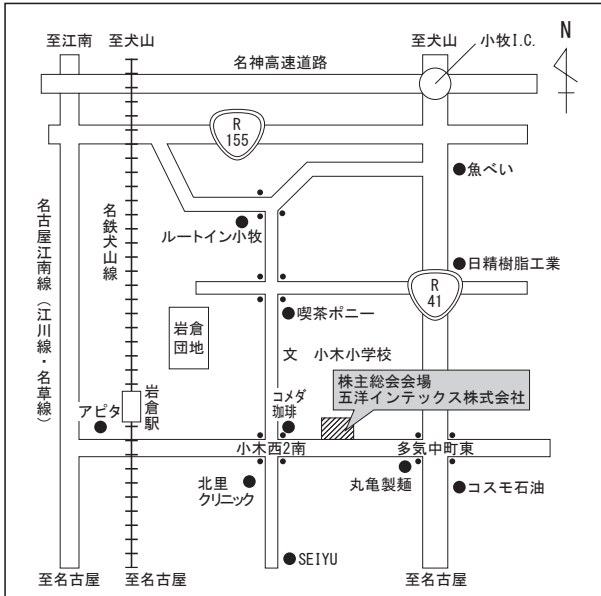 至江南
至犬山
至犬山
小牧I.C.
N
名神高速道路
R
155
魚べい
名古屋江南線(江川線・名草線)
名鉄犬山線
ルートイン小牧
日精樹脂工業
R
41
喫茶ポニー
岩倉
団地
文 小木小学校
株主総会会場
五洋インテックス株式会社
岩倉駅
アピタ
コメダ
珈琲
小木西2南
多気中町東
北里
クリニック
丸亀製麺
コスモ石油
SEIYU
至名古屋
至名古屋
至名古屋